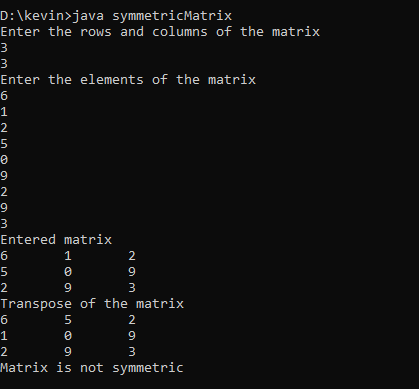 D:\kevin>java symmetricMatrix
Enter the rows and columns of the matrix
3
3
Enter the elements of the matrix
6
1
2
5
0
9
2
9
3
Entered matrix
6 1 2
5 0 9
2 9 3
Transpose of the matrix
6 5 2
1 0 9
2 9 3
Matrix is not symmetric